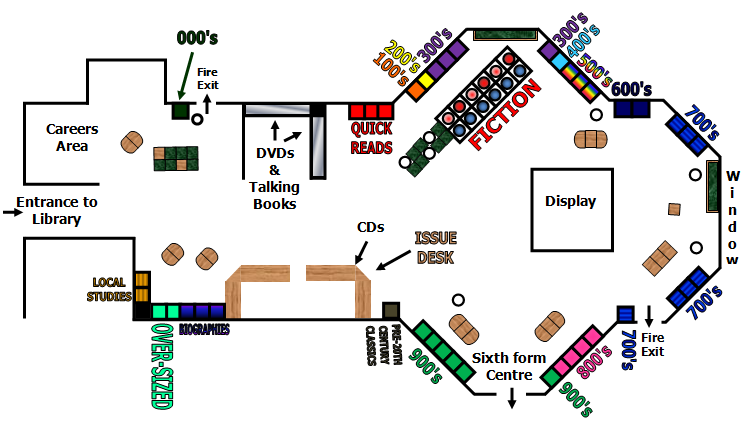 000's
Fire
Exit
200's
100's
300's
300's
400's
500's
600's
700's
Careers
Area
QUICK
READS
FICTION
DVDs
&
Talking
Books
Window
Entrance to
Library
Display
CDs
ISSUE
DESK
LOCAL
STUDIES
BIOGRAPHIES
OVER-SIZED
PRE-20TH
CENTURY
CLASSICS
900's
Sixth form
Centre
900's
800's
700's
Fire
Exit
700's